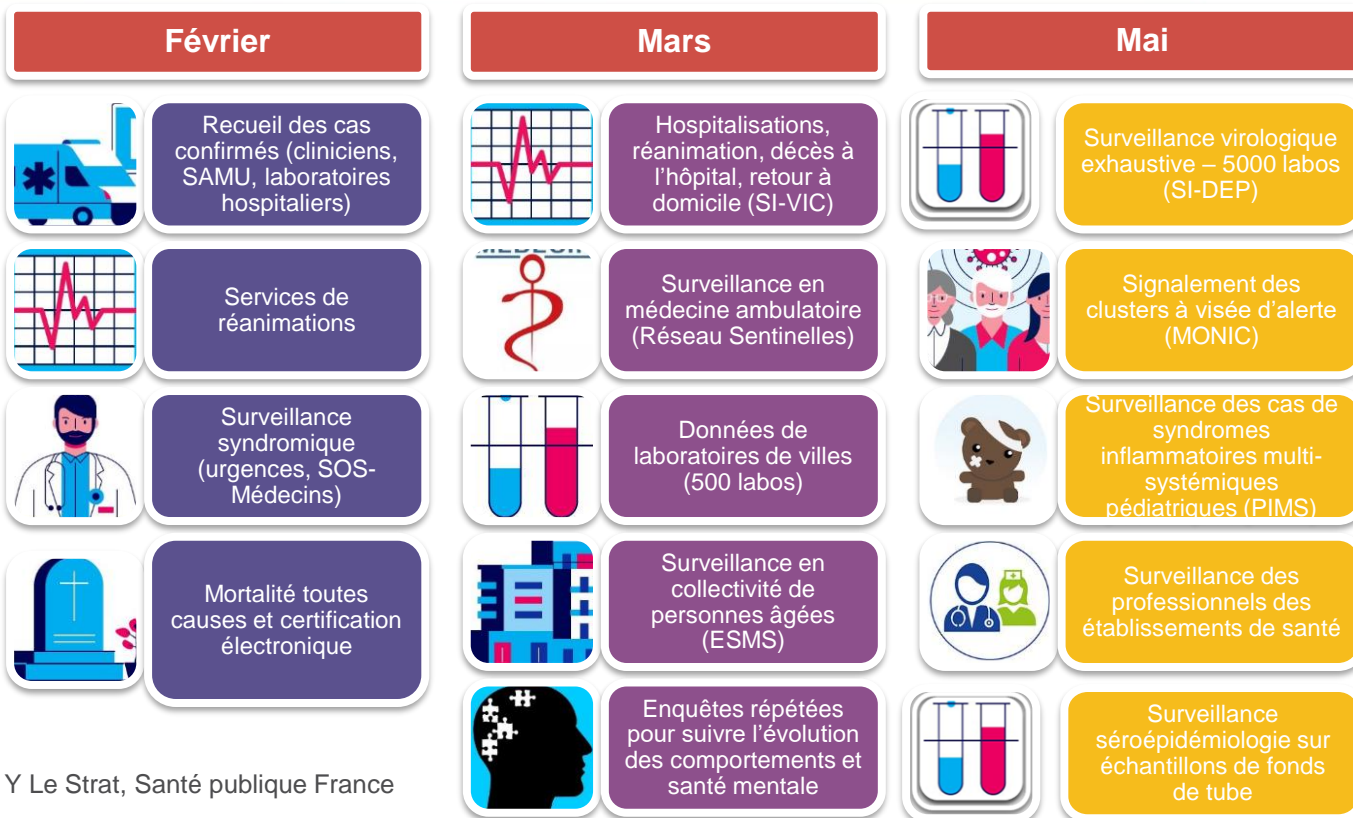 Février
Recueil des cas
confirmés (cliniciens,
SAMU, laboratoires
hospitaliers)
Services de
réanimations
Surveillance
syndromique
(urgences, SOS-
Médecins)
Mortalité toutes
causes et certification
électronique
Y Le Strat, Santé publique France
Mars
Hospitalisations,
réanimation, décès à
l’hôpital, retour à
domicile (SI-VIC)
Surveillance en
médecine ambulatoire
(Réseau Sentinelles)
Données de
laboratoires de villes
(500 labos)
Surveillance en
collectivité de
personnes âgées
(ESMS)
Enquêtes répétées
pour suivre l’évolution
des comportements et
santé mentale
Mai
Surveillance virologique
exhaustive – 5000 labos
(SI-DEP)
Signalement des
clusters à visée d’alerte
(MONIC)
Surveillance des cas de
syndromes
inflammatoires multi-
systémiques
pédiatriques (PIMS)
Surveillance des
professionnels des
établissements de santé
Surveillance
séroépidémiologie sur
échantillons de fonds
de tube